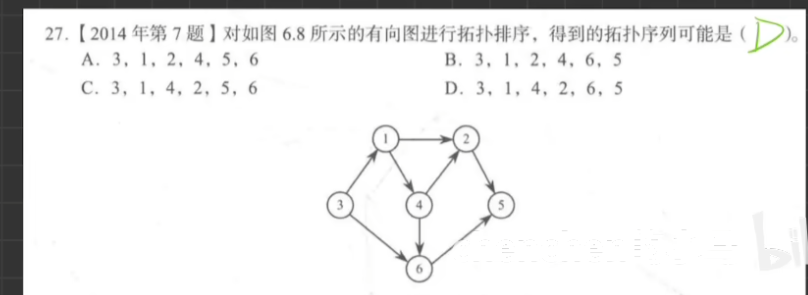 27.【2014 年第 7 题】对如图 6.8 所示的有向图进行拓扑排序，得到的拓扑序列可能是（ D ）。
A. 3，1，2，4，5，6 B. 3，1，2，4，6，5
C. 3，1，4，2，5，6 D. 3，1，4，2，6，5
1 2
3 4 5
6